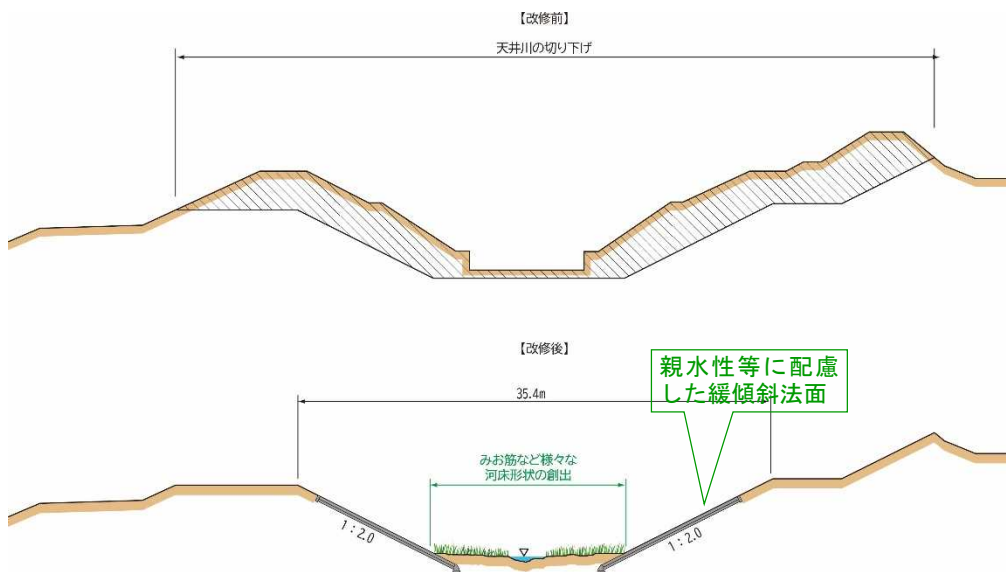 【改修前】
天井川の切り下げ
【改修後】
親水性等に配慮
した緩傾斜法面
35.4m
みお筋など様々な
河床形状の創出
1：2.0
1：2.0